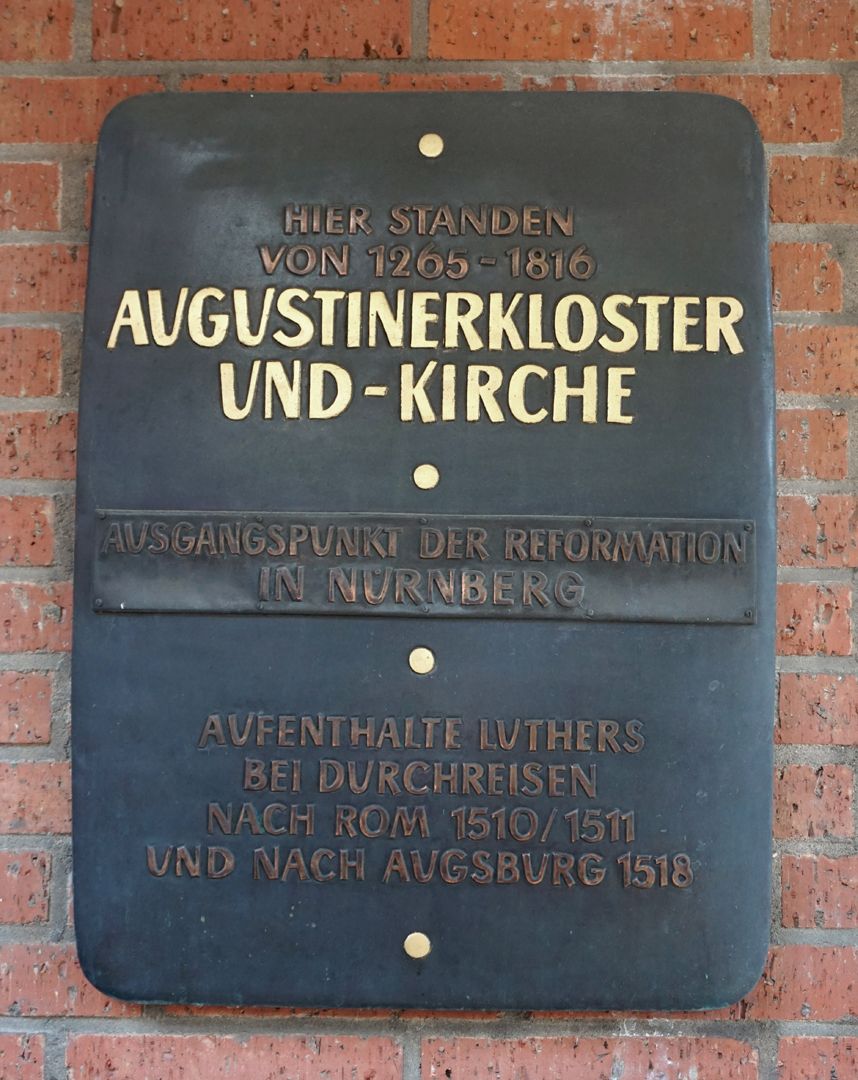 HIER STANDEN
VON 1265-1816
AUGUSTINERKLOSTER
UND-KIRCHE
AUSGANGSPUNKT DER REFORMATION
IN NÜRNBERG
AUFENTHALTE LUTHERS
BEI DURCHREISEN
NACH ROM 1510/1511
UND NACH AUGSBURG 1518